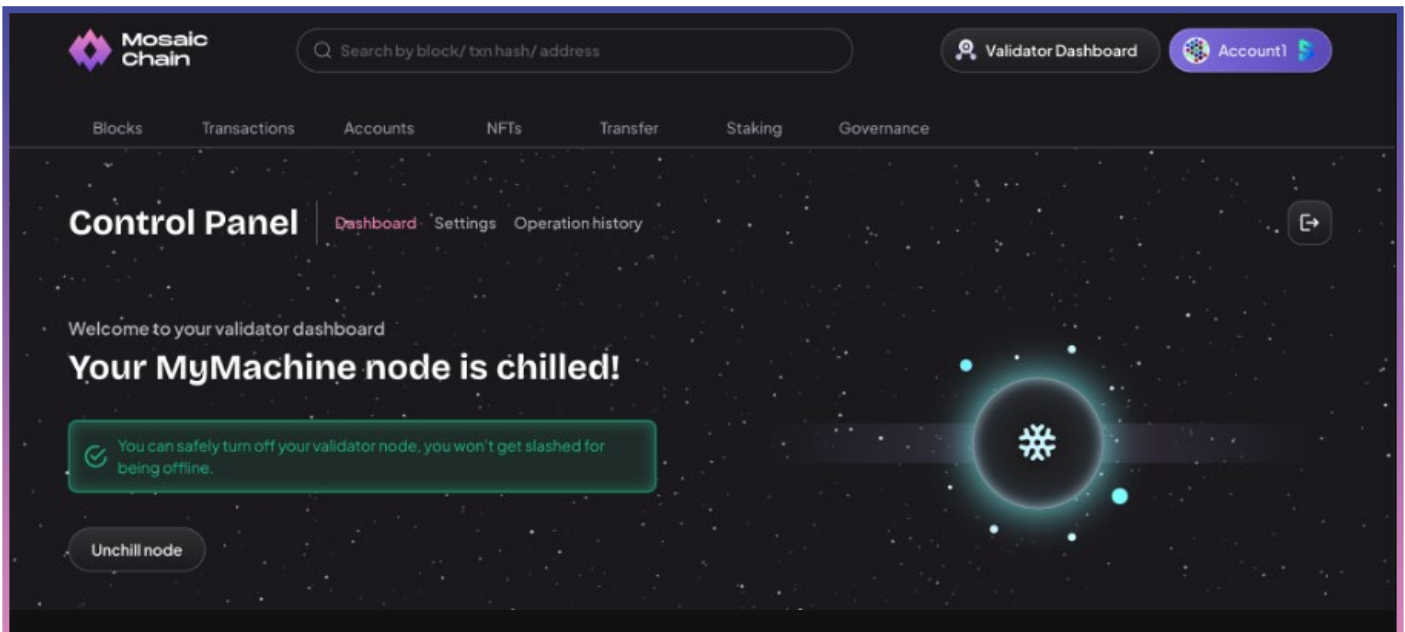 Mosaic
Chain
Search by block/ txn hash/ address
Validator Dashboard
Account1
Blocks
Transactions
Accounts
NFTs
Transfer
Staking
Governance
Control Panel
Dashboard
Settings
Operation history
Welcome to your validator dashboard
Your MyMachine node is chilled!
You can safely turn off your validator node, you won't get slashed for
being offline.
Unchill node